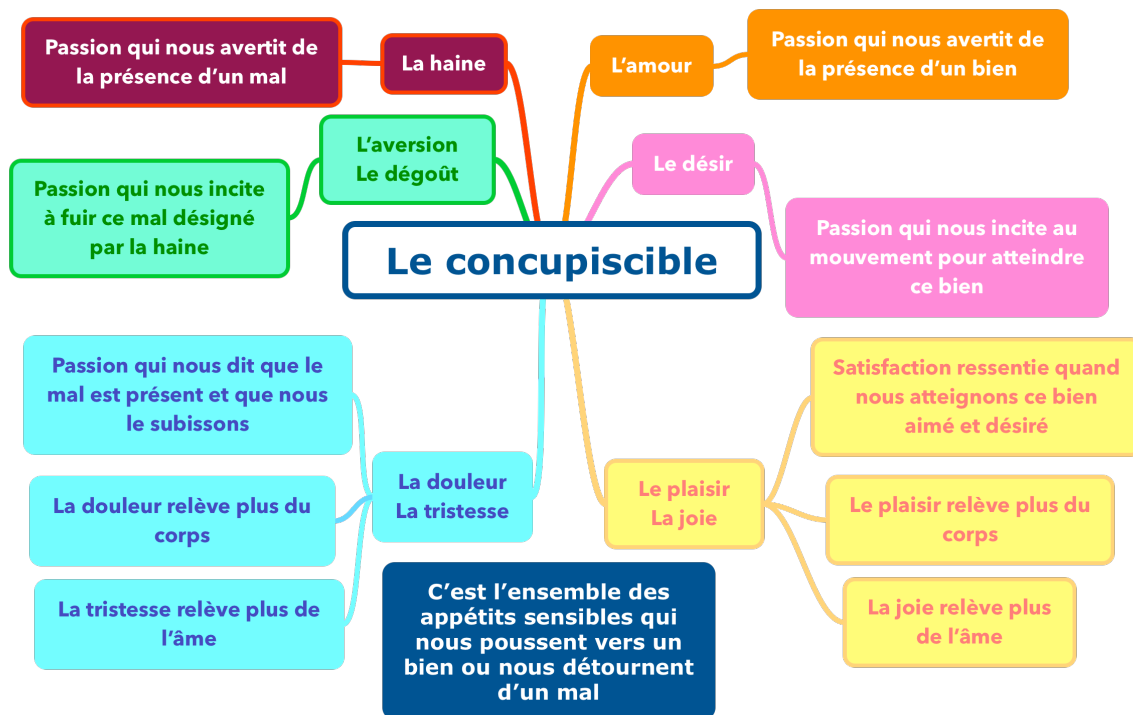 Passion qui nous avertit de
la présence d’un mal
La haine
L’amour
Passion qui nous avertit de
la présence d’un bien
L’aversion
Le dégoût
Passion qui nous incite
à fuir ce mal désigné
par la haine
Le désir
Passion qui nous incite au
mouvement pour atteindre
ce bien
Le concupiscible
Passion qui nous dit que le
mal est présent et que nous
le subissons
La douleur relève plus du
corps
La tristesse relève plus de
l’âme
La douleur
La tristesse
Le plaisir
La joie
Satisfaction ressentie quand
nous atteignons ce bien
aimé et désiré
Le plaisir relève plus du
corps
La joie relève plus
de l’âme
C’est l’ensemble des
appétits sensibles qui
nous poussent vers un
bien ou nous détournent
d’un mal